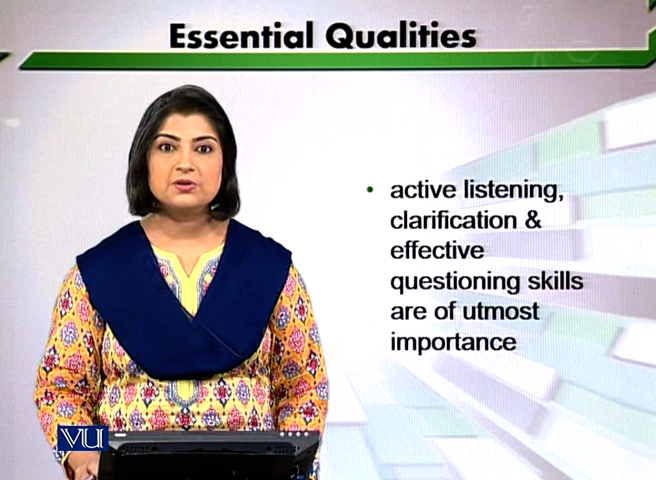 Essential Qualities
• active listening,
clarification &
effective
questioning skills
are of utmost
importance
VU